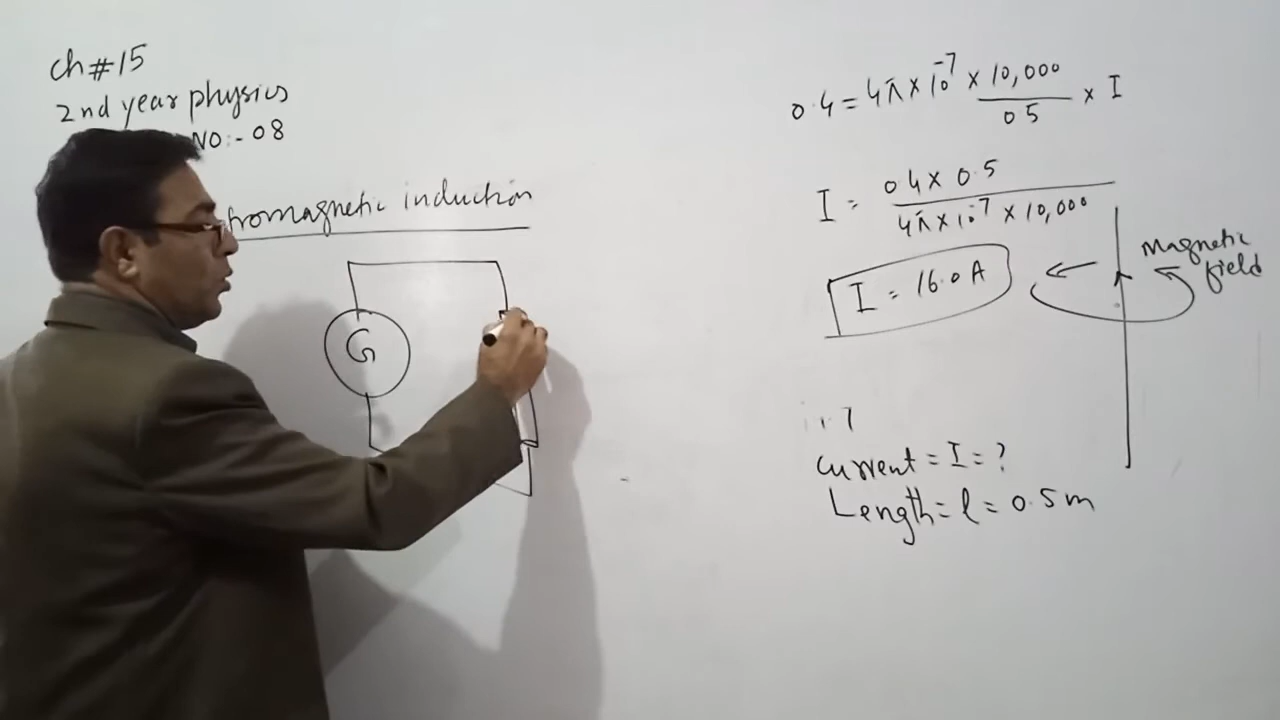 Ch#15
2nd year physics
NO:- 08
tromagnetic induction
G
0.4 = 4π × 10^-7 × 10,000 / 0.5 × I
I = 0.4 × 0.5 / 4π × 10^-7 × 10,000
I = 16.0 A
Magnetic
field
Current = I = ?
Length = l = 0.5 m